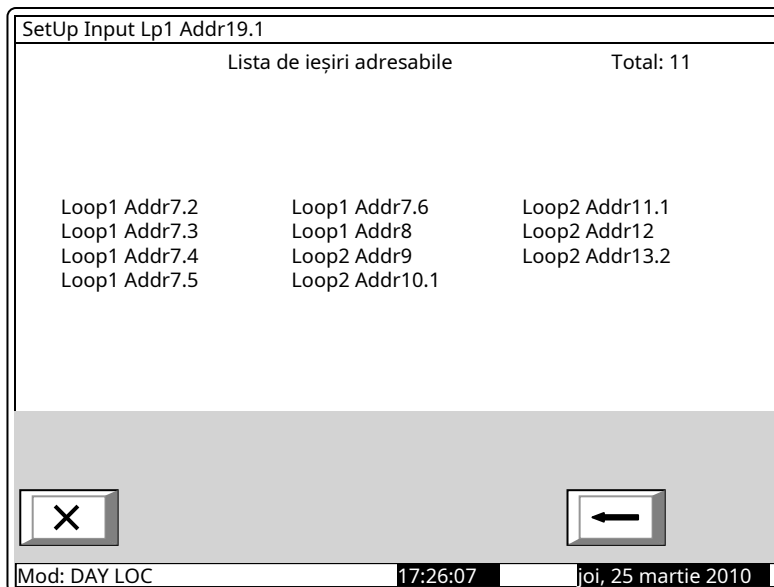 SetUp Input Lp1 Addr19.1
Lista de ieșiri adresabile Total: 11
Loop1 Addr7.2 Loop1 Addr7.6 Loop2 Addr11.1
Loop1 Addr7.3 Loop1 Addr8 Loop2 Addr12
Loop1 Addr7.4 Loop2 Addr9 Loop2 Addr13.2
Loop1 Addr7.5 Loop2 Addr10.1
Mod: DAY LOC 17:26:07 joi, 25 martie 2010